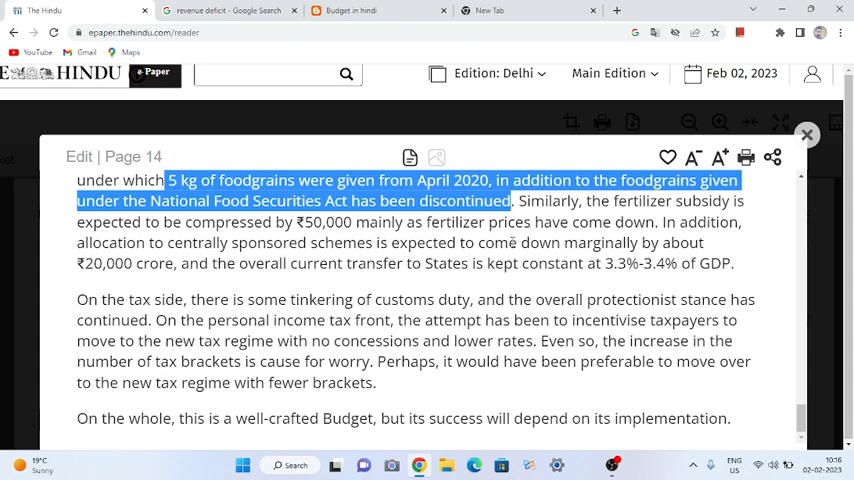 The Hindu
revenue deficit - Google Search
Budget in hindi
New Tab
epaper.thehindu.com/reader
YouTube
Gmail
Maps
E HINDU
e-Paper
Edition: Delhi
Main Edition
Feb 02, 2023
Edit | Page 14
A- A+
under which 5 kg of foodgrains were given from April 2020, in addition to the foodgrains given
under the National Food Securities Act has been discontinued. Similarly, the fertilizer subsidy is
expected to be compressed by ₹50,000 mainly as fertilizer prices have come down. In addition,
allocation to centrally sponsored schemes is expected to come down marginally by about
₹20,000 crore, and the overall current transfer to States is kept constant at 3.3%-3.4% of GDP.
On the tax side, there is some tinkering of customs duty, and the overall protectionist stance has
continued. On the personal income tax front, the attempt has been to incentivise taxpayers to
move to the new tax regime with no concessions and lower rates. Even so, the increase in the
number of tax brackets is cause for worry. Perhaps, it would have been preferable to move over
to the new tax regime with fewer brackets.
On the whole, this is a well-crafted Budget, but its success will depend on its implementation.
19°C
Sunny
Search
ENG
US
10:16
02-02-2023